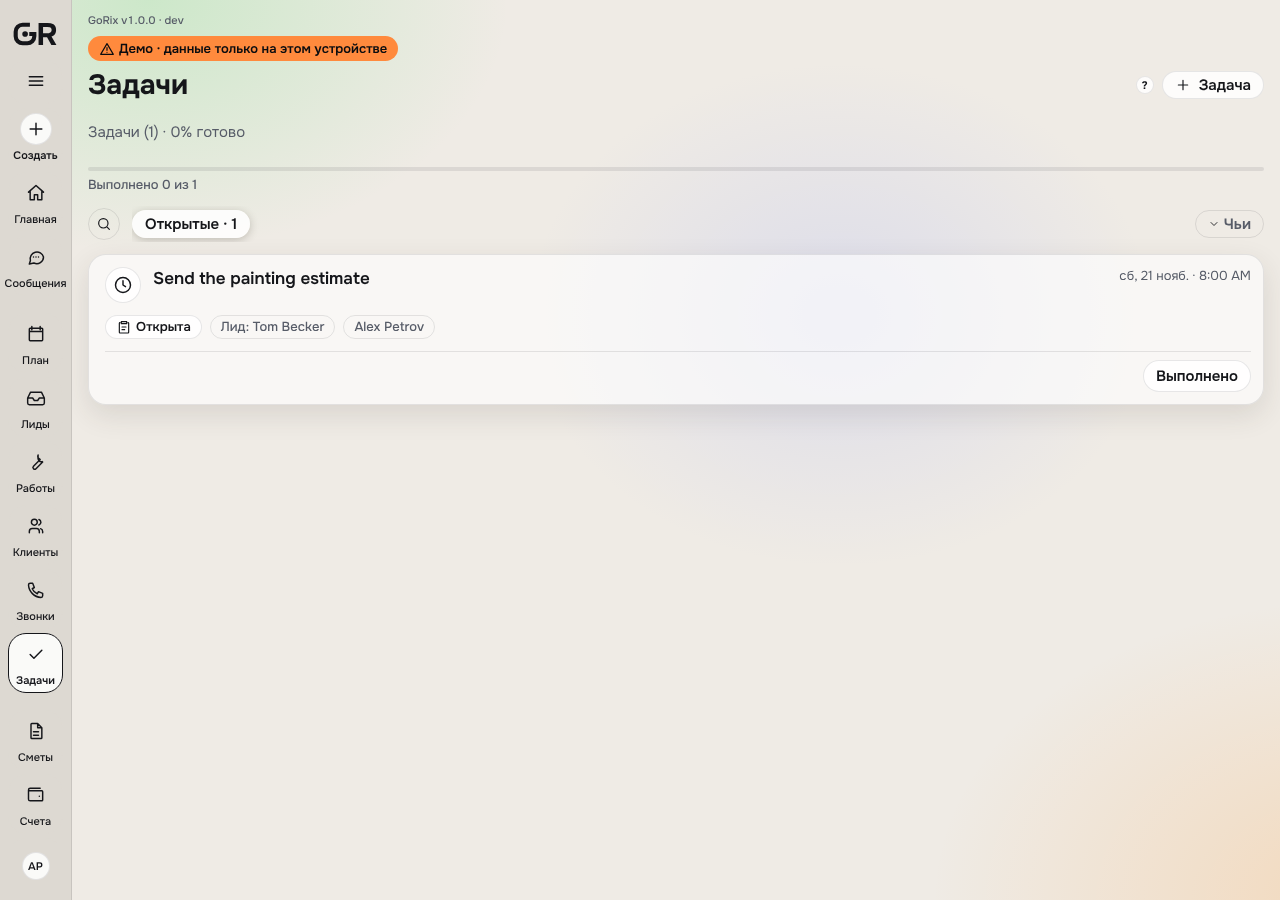 GR
GoRix v1.0.0 · dev
Демо · данные только на этом устройстве
Задачи
?
Задача
Задачи (1) · 0% готово
Выполнено 0 из 1
Открытые · 1
Чьи
Send the painting estimate
сб, 21 нояб. · 8:00 AM
Открыта
Лид: Tom Becker
Alex Petrov
Выполнено
Создать
Главная
Сообщения
План
Лиды
Работы
Клиенты
Звонки
Задачи
Сметы
Счета
AP